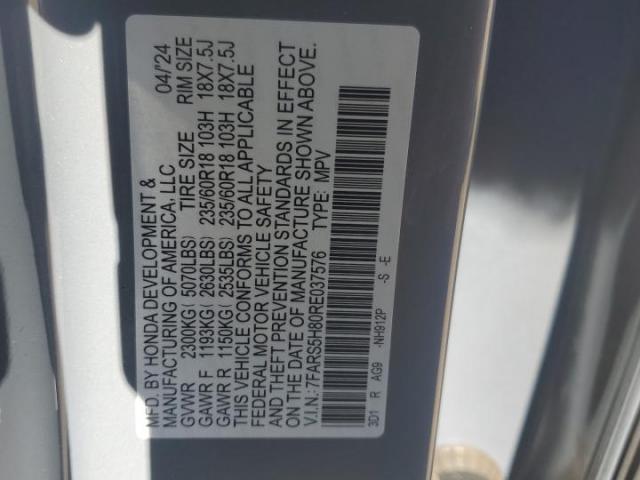 MFD. BY HONDA DEVELOPMENT & 04/'24
MANUFACTURING OF AMERICA, LLC
GVWR 2300KG( 5070LBS) TIRE SIZE RIM SIZE
GAWR F 1193KG( 2630LBS) 235/60R18 103H 18X7.5J
GAWR R 1150KG( 2535LBS) 235/60R18 103H 18X7.5J
THIS VEHICLE CONFORMS TO ALL APPLICABLE
FEDERAL MOTOR VEHICLE SAFETY
AND THEFT PREVENTION STANDARDS IN EFFECT
ON THE DATE OF MANUFACTURE SHOWN ABOVE.
V.I.N.: 7FARS5H80RE037576 TYPE: MPV
3D1 R AG9 -NH912P -S -E